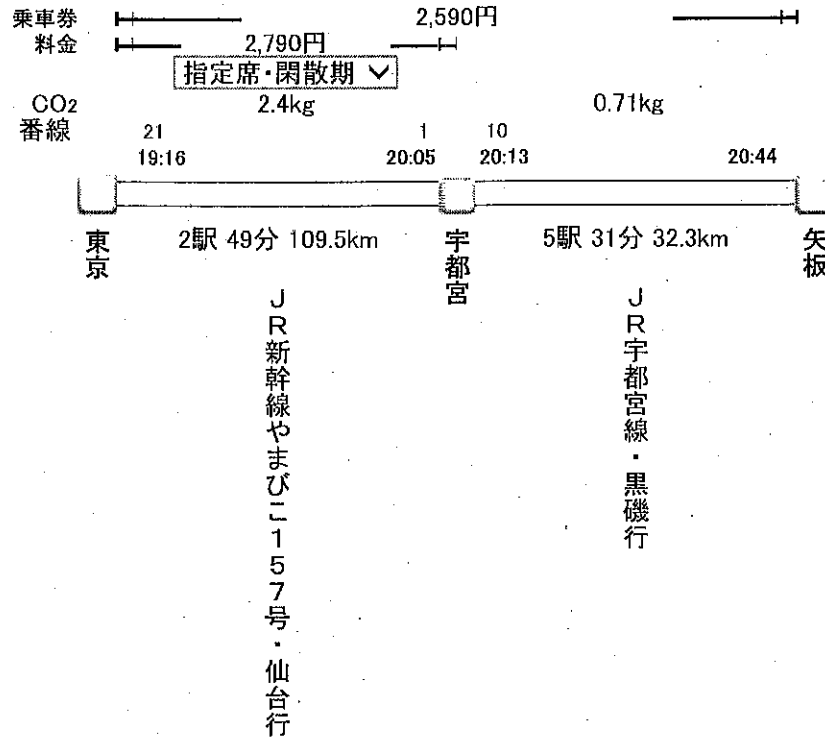 乗車券 2,590円
料金 2,790円
指定席・閑散期
CO2 2.4kg 0.71kg
番線 21 1 10
19:16 20:05 20:13 20:44
東京 2駅 49分 109.5km 宇都宮 5駅 31分 32.3km 矢板
JR新幹線やまびこ157号・仙台行
JR宇都宮線・黒磯行